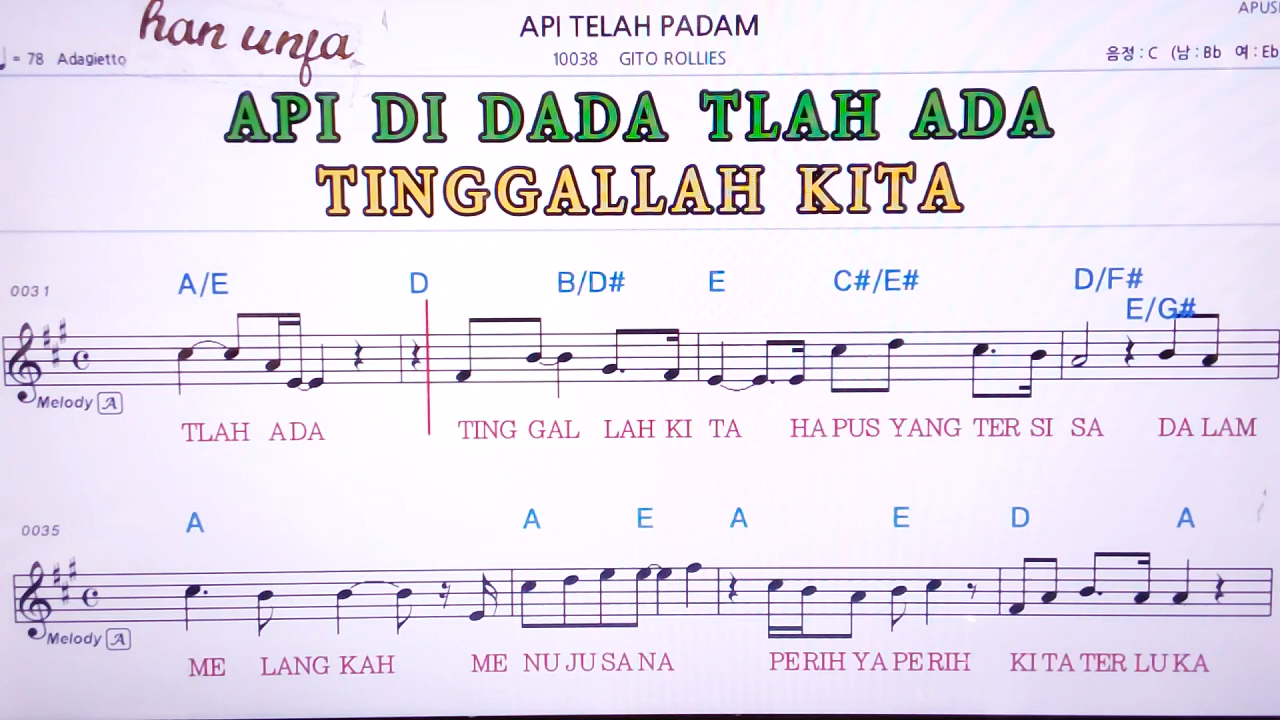 han unfa
API TELAH PADAM
APUS
♩ = 78 Adagietto
10038 GITO ROLLIES
음정 : C (남 : Bb 여 : Eb
API DI DADA TLAH ADA
TINGGALLAH KITA
0031
A/E D B/D# E C#/E# D/F#
E/G#
Melody A
TLAH ADA TING GAL LAH KI TA HA PUS YANG TER SI SA DA LAM
0035
A A E A E D A
Melody A
ME LANG KAH ME NU JU SA NA PERIH YA PE RIH KI TA TER LU KA